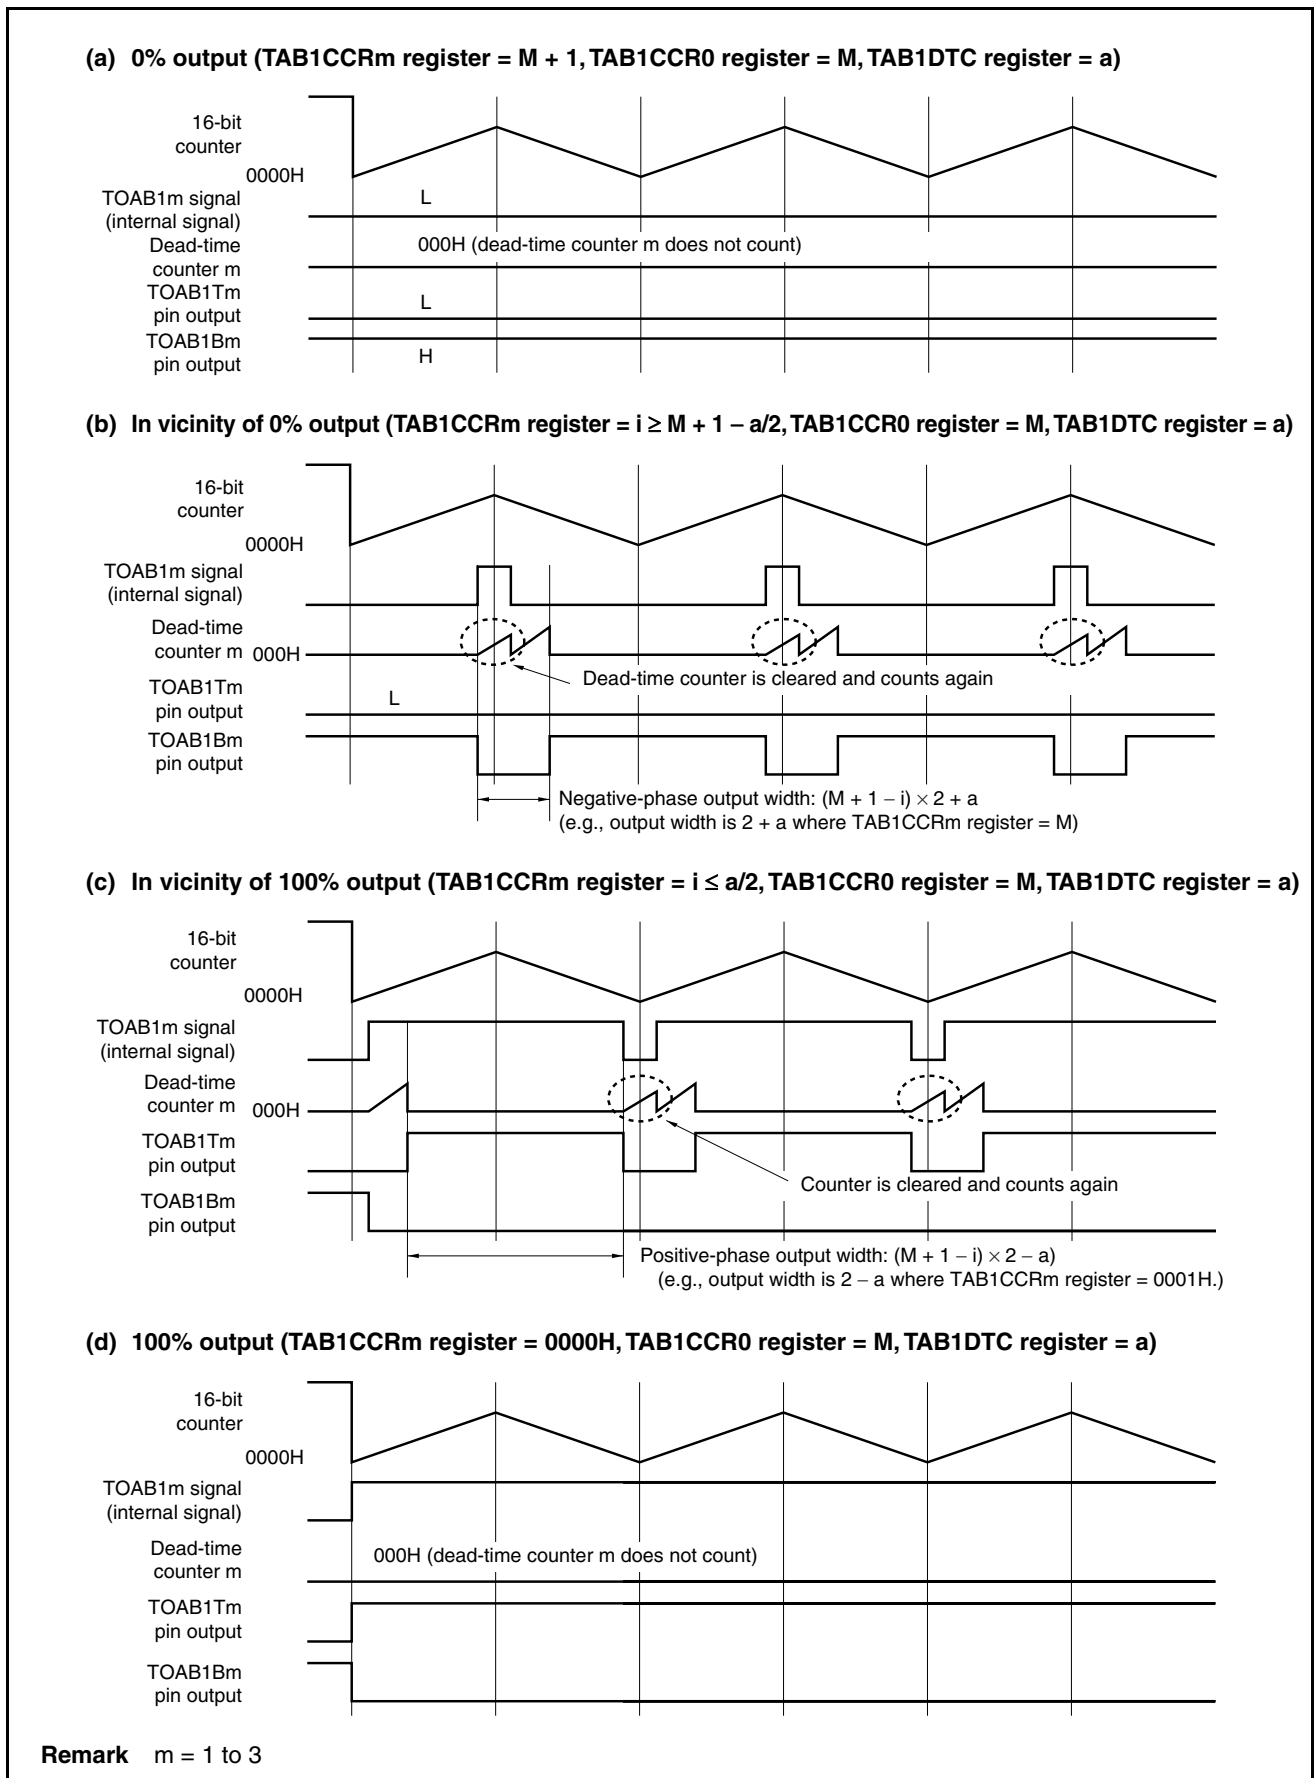 (a) 0% output (TAB1CCRm register = M + 1, TAB1CCR0 register = M, TAB1DTC register = a)
16-bit
counter
0000H
TOAB1m signal
(internal signal)
L
Dead-time
counter m
000H (dead-time counter m does not count)
TOAB1Tm
pin output
L
TOAB1Bm
pin output
H
(b) In vicinity of 0% output (TAB1CCRm register = i ≥ M + 1 – a/2, TAB1CCR0 register = M, TAB1DTC register = a)
16-bit
counter
0000H
TOAB1m signal
(internal signal)
Dead-time
counter m
000H
Dead-time counter is cleared and counts again
TOAB1Tm
pin output
L
TOAB1Bm
pin output
Negative-phase output width: (M + 1 – i) × 2 + a
(e.g., output width is 2 + a where TAB1CCRm register = M)
(c) In vicinity of 100% output (TAB1CCRm register = i ≤ a/2, TAB1CCR0 register = M, TAB1DTC register = a)
16-bit
counter
0000H
TOAB1m signal
(internal signal)
Dead-time
counter m
000H
TOAB1Tm
pin output
Counter is cleared and counts again
TOAB1Bm
pin output
Positive-phase output width: (M + 1 – i) × 2 – a)
(e.g., output width is 2 – a where TAB1CCRm register = 0001H.)
(d) 100% output (TAB1CCRm register = 0000H, TAB1CCR0 register = M, TAB1DTC register = a)
16-bit
counter
0000H
TOAB1m signal
(internal signal)
Dead-time
counter m
000H (dead-time counter m does not count)
TOAB1Tm
pin output
TOAB1Bm
pin output
Remark m = 1 to 3